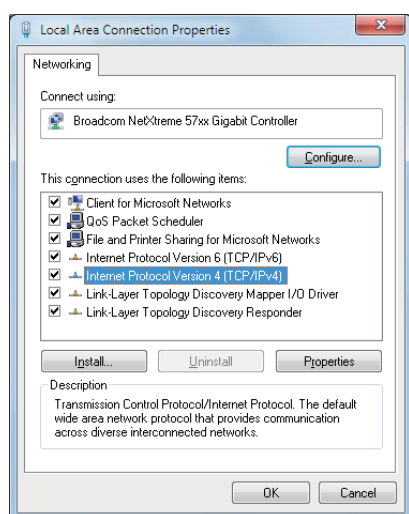 Local Area Connection Properties
Networking
Connect using:
Broadcom NetXtreme 57xx Gigabit Controller
Configure...
This connection uses the following items:
Client for Microsoft Networks
QoS Packet Scheduler
File and Printer Sharing for Microsoft Networks
Internet Protocol Version 6 (TCP/IPv6)
Internet Protocol Version 4 (TCP/IPv4)
Link-Layer Topology Discovery Mapper I/O Driver
Link-Layer Topology Discovery Responder
Install... Uninstall Properties
Description
Transmission Control Protocol/Internet Protocol. The default
wide area network protocol that provides communication
across diverse interconnected networks.
OK Cancel